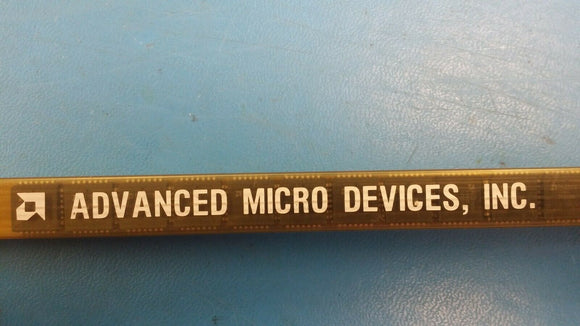 ADVANCED MICRO DEVICES, INC.